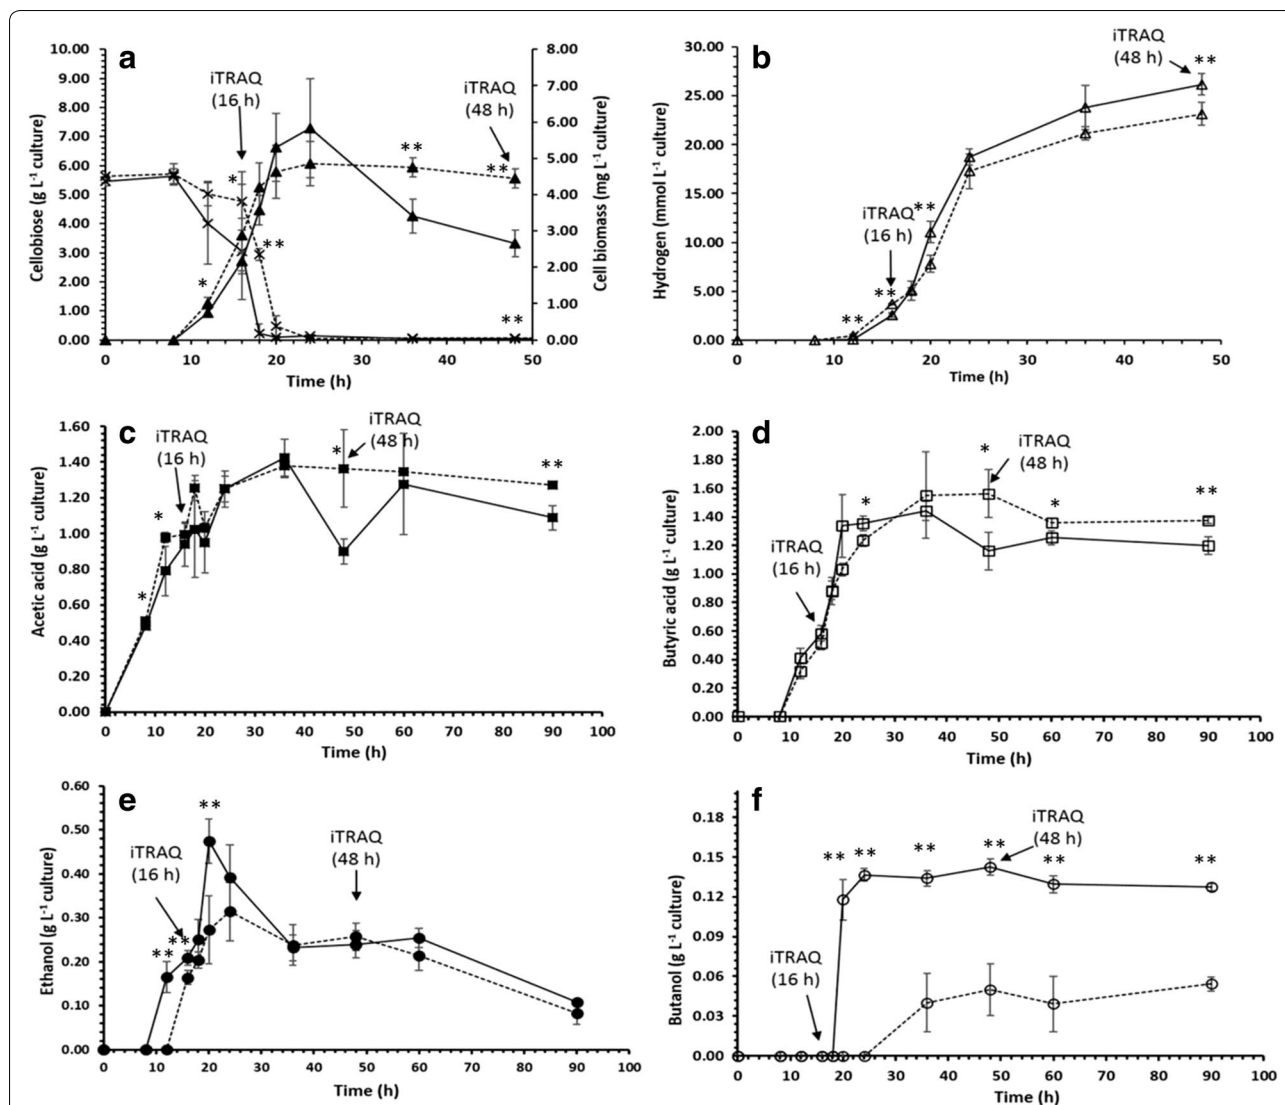 a
iTRAQ
(16 h)
iTRAQ
(48 h)
Cellobiose (g L-1 culture)
10.00
9.00
8.00
7.00
6.00
5.00
4.00
3.00
2.00
1.00
0.00
8.00
7.00
6.00
5.00
4.00
3.00
2.00
1.00
0.00
Cell biomass (mg L-1 culture)
*
*
**
**
**
**
0 10 20 30 40 50
Time (h)
b
iTRAQ
(48 h)
iTRAQ
(16 h)
Hydrogen (mmol L-1 culture)
30.00
25.00
20.00
15.00
10.00
5.00
0.00
**
**
**
**
0 10 20 30 40 50
Time (h)
c
iTRAQ
(16 h)
iTRAQ
(48 h)
Acetic acid (g L-1 culture)
1.60
1.40
1.20
1.00
0.80
0.60
0.40
0.20
0.00
*
*
*
**
0 10 20 30 40 50 60 70 80 90 100
Time (h)
d
iTRAQ
(16 h)
iTRAQ
(48 h)
Butyric acid (g L-1 culture)
2.00
1.80
1.60
1.40
1.20
1.00
0.80
0.60
0.40
0.20
0.00
*
*
*
**
0 10 20 30 40 50 60 70 80 90 100
Time (h)
e
iTRAQ
(16 h)
iTRAQ
(48 h)
Ethanol (g L-1 culture)
0.60
0.50
0.40
0.30
0.20
0.10
0.00
**
**
**
0 10 20 30 40 50 60 70 80 90 100
Time (h)
f
iTRAQ
(16 h)
iTRAQ
(48 h)
Butanol (g L-1 culture)
0.18
0.15
0.12
0.09
0.06
0.03
0.00
**
**
**
**
**
**
0 10 20 30 40 50 60 70 80 90 100
Time (h)